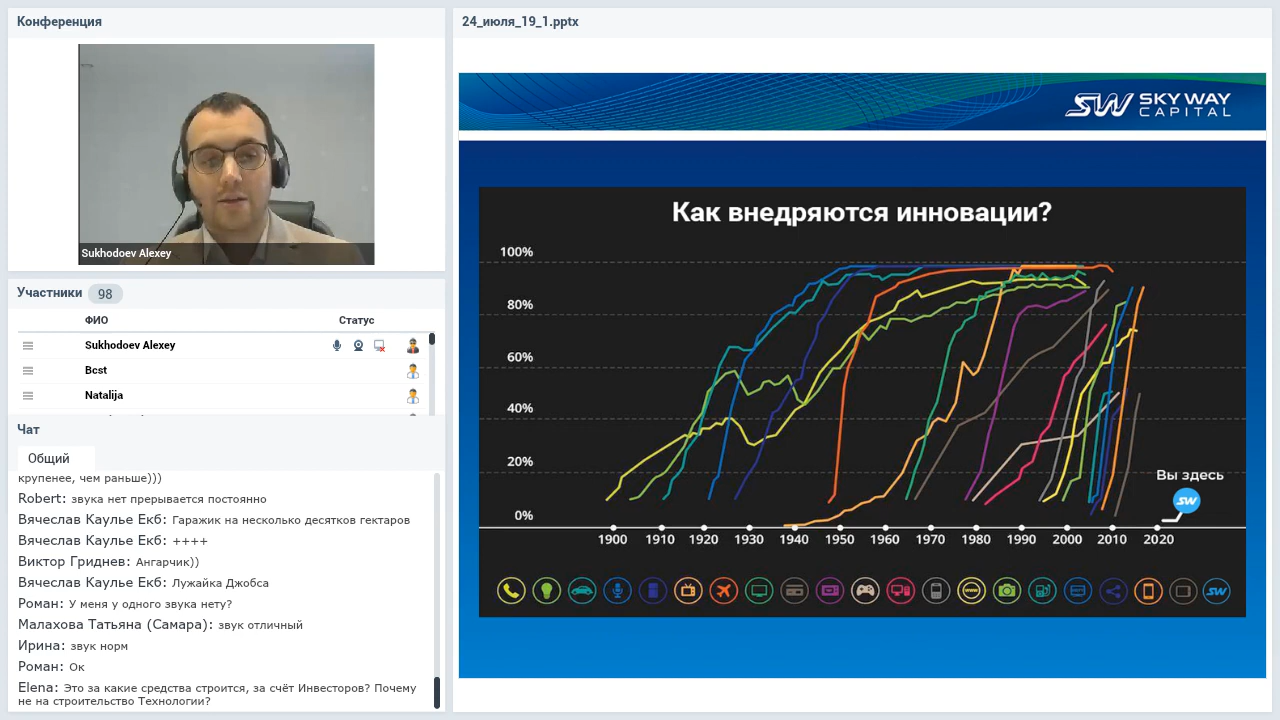 Конференция
Sukhodoev Alexey
Участники 98
ФИО Статус
Sukhodoev Alexey
Bcst
Natalija
Чат
Общий
крупенее, чем раньше)))
Robert: звука нет прерывается постоянно
Вячеслав Каулье Екб: Гаражик на несколько десятков гектаров
Вячеслав Каулье Екб: ++++
Виктор Гриднев: Ангарчик))
Вячеслав Каулье Екб: Лужайка Джобса
Роман: У меня у одного звука нету?
Малахова Татьяна (Самара): звук отличный
Ирина: звук норм
Роман: Ок
Elena: Это за какие средства строится, за счёт Инвесторов? Почему
не на строительство Технологии?
24_июля_19_1.pptx
SW SKY WAY
CAPITAL
Как внедряются инновации?
100%
80%
60%
40%
20%
0%
Вы здесь
SW
1900 1910 1920 1930 1940 1950 1960 1970 1980 1990 2000 2010 2020
www
SW